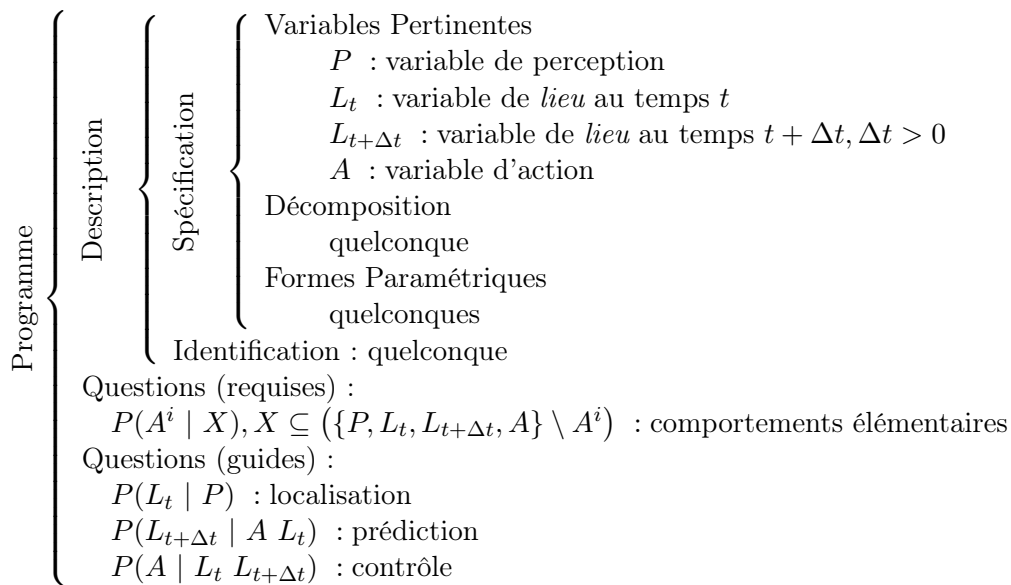 Programme
Description
Spécification
Variables Pertinentes
P : variable de perception
L_t : variable de lieu au temps t
L_{t+Δt} : variable de lieu au temps t + Δt, Δt > 0
A : variable d'action
Décomposition
quelconque
Formes Paramétriques
quelconques
Identification : quelconque
Questions (requises) :
P(A^i | X), X ⊆ ({P, L_t, L_{t+Δt}, A} \ A^i) : comportements élémentaires
Questions (guides) :
P(L_t | P) : localisation
P(L_{t+Δt} | A L_t) : prédiction
P(A | L_t L_{t+Δt}) : contrôle